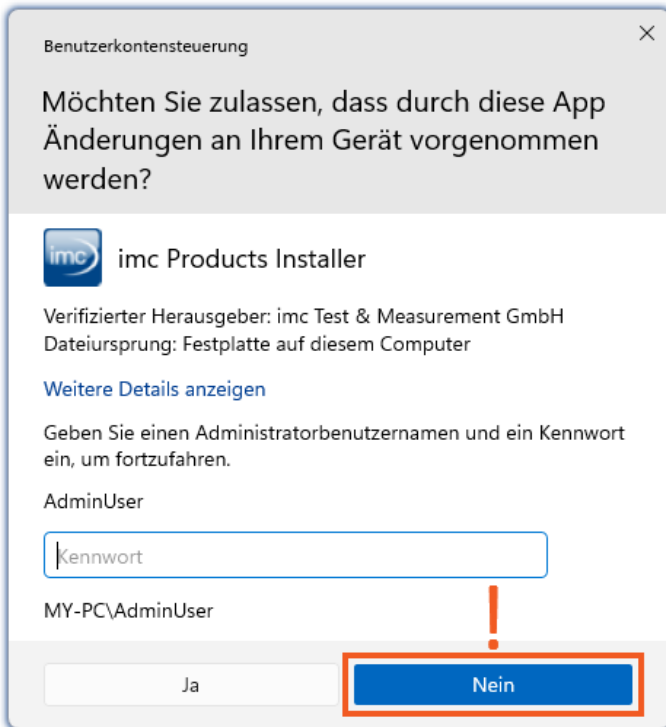 Benutzerkontensteuerung
Möchten Sie zulassen, dass durch diese App
Änderungen an Ihrem Gerät vorgenommen
werden?
imc
imc Products Installer
Verifizierter Herausgeber: imc Test & Measurement GmbH
Dateiursprung: Festplatte auf diesem Computer
Weitere Details anzeigen
Geben Sie einen Administratorbenutzernamen und ein Kennwort
ein, um fortzufahren.
AdminUser
Kennwort
MY-PC\AdminUser
!
Ja
Nein